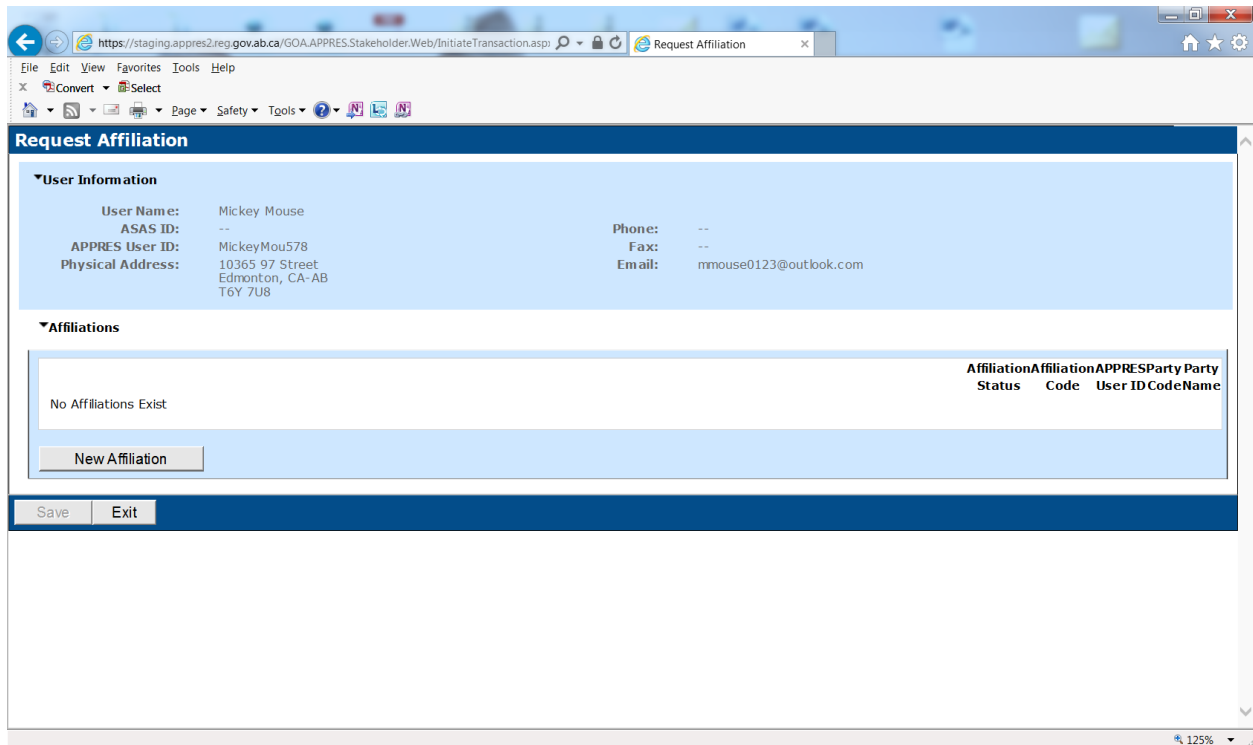 https://staging.appres2.reg.gov.ab.ca/GOA.APPRES.Stakeholder.Web/InitiateTransaction.asp: Request Affiliation
File Edit View Favorites Tools Help
x Convert Select
Page Safety Tools
Request Affiliation
User Information
User Name: Mickey Mouse
ASAS ID: -- Phone: --
APPRES User ID: MickeyMou578 Fax: --
Physical Address: 10365 97 Street Email: mmouse0123@outlook.com
Edmonton, CA-AB
T6Y 7U8
Affiliations
Affiliation Affiliation APPRES Party Party
Status Code User ID Code Name
No Affiliations Exist
New Affiliation
Save Exit
125%